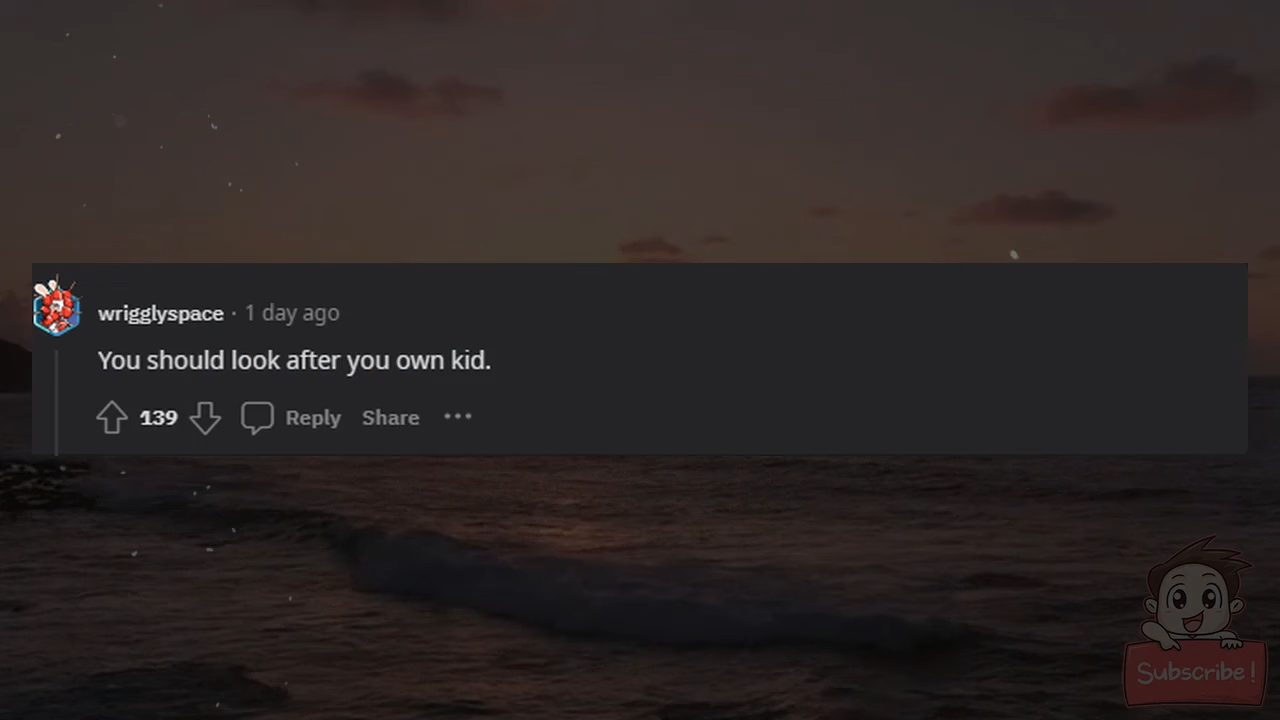 wrigglyspace · 1 day ago
You should look after you own kid.
139 Reply Share ···
Subscribe!